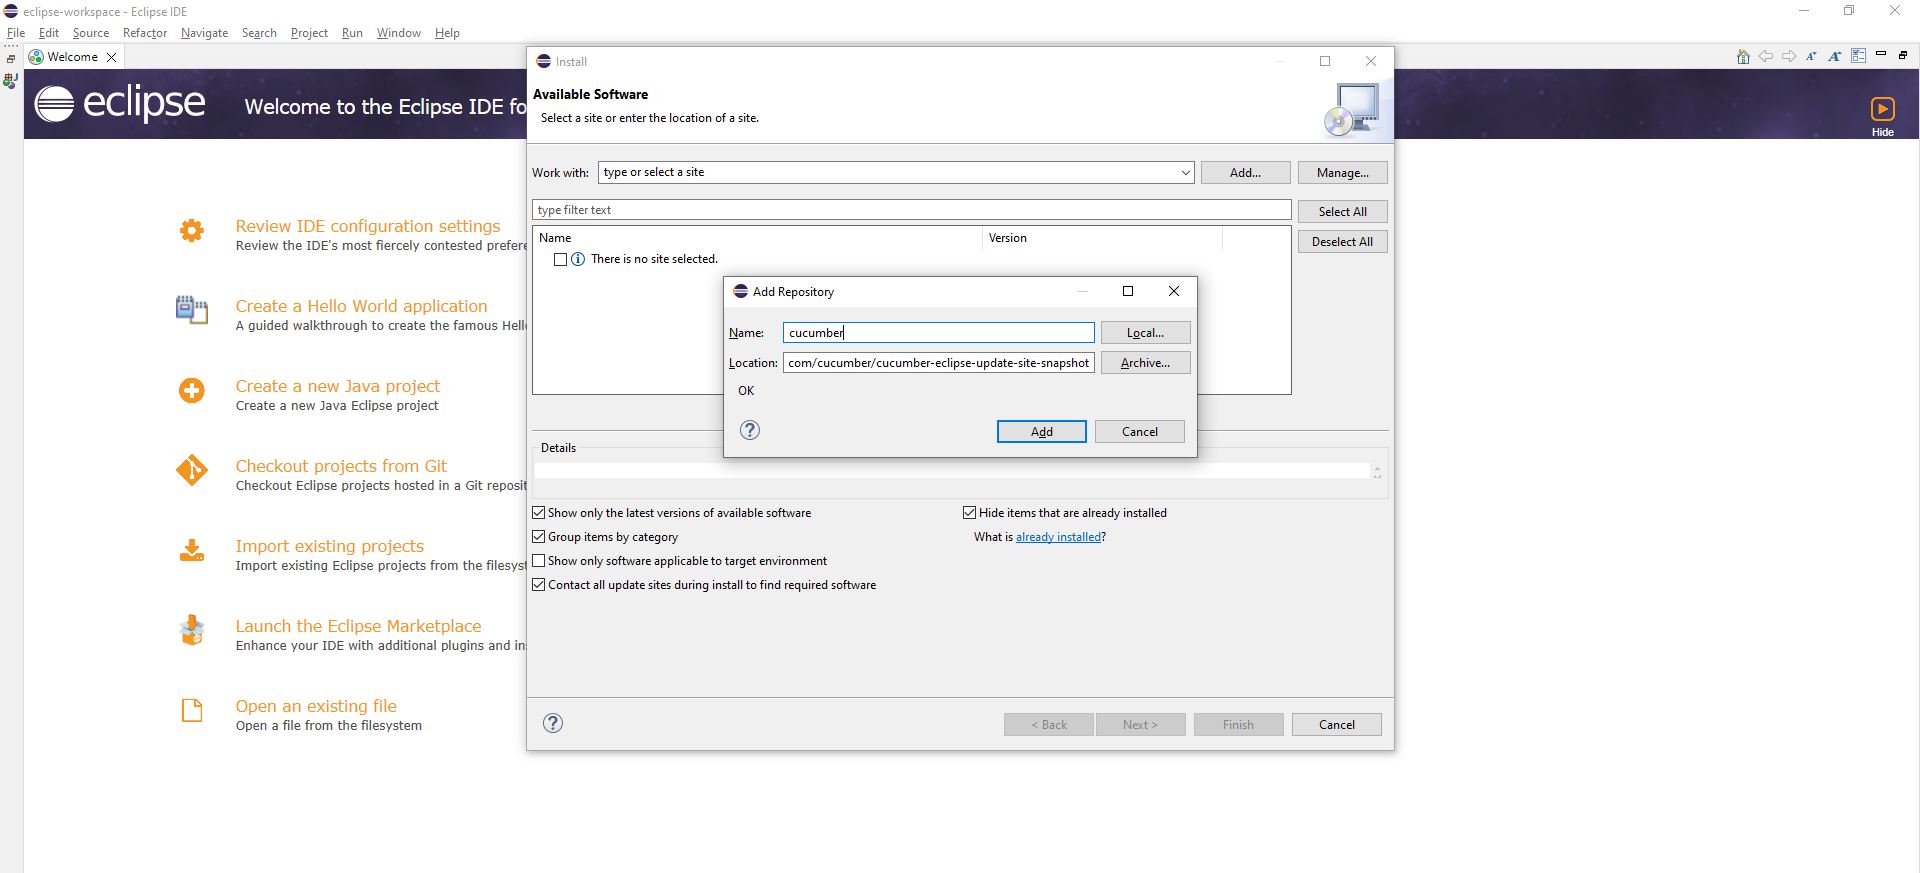 eclipse-workspace - Eclipse IDE
File Edit Source Refactor Navigate Search Project Run Window Help
Welcome
eclipse
Welcome to the Eclipse IDE fo
Hide
Review IDE configuration settings
Review the IDE's most fiercely contested prefere
Create a Hello World application
A guided walkthrough to create the famous Hell
Create a new Java project
Create a new Java Eclipse project
Checkout projects from Git
Checkout Eclipse projects hosted in a Git reposit
Import existing projects
Import existing Eclipse projects from the filesyst
Launch the Eclipse Marketplace
Enhance your IDE with additional plugins and in
Open an existing file
Open a file from the filesystem
Install
Available Software
Select a site or enter the location of a site.
Work with: type or select a site Add... Manage...
type filter text Select All
Name Version Deselect All
There is no site selected.
Add Repository
Name: cucumber Local...
Location: com/cucumber/cucumber-eclipse-update-site-snapshot Archive...
OK
Add Cancel
Details
Show only the latest versions of available software Hide items that are already installed
Group items by category What is already installed?
Show only software applicable to target environment
Contact all update sites during install to find required software
< Back Next > Finish Cancel